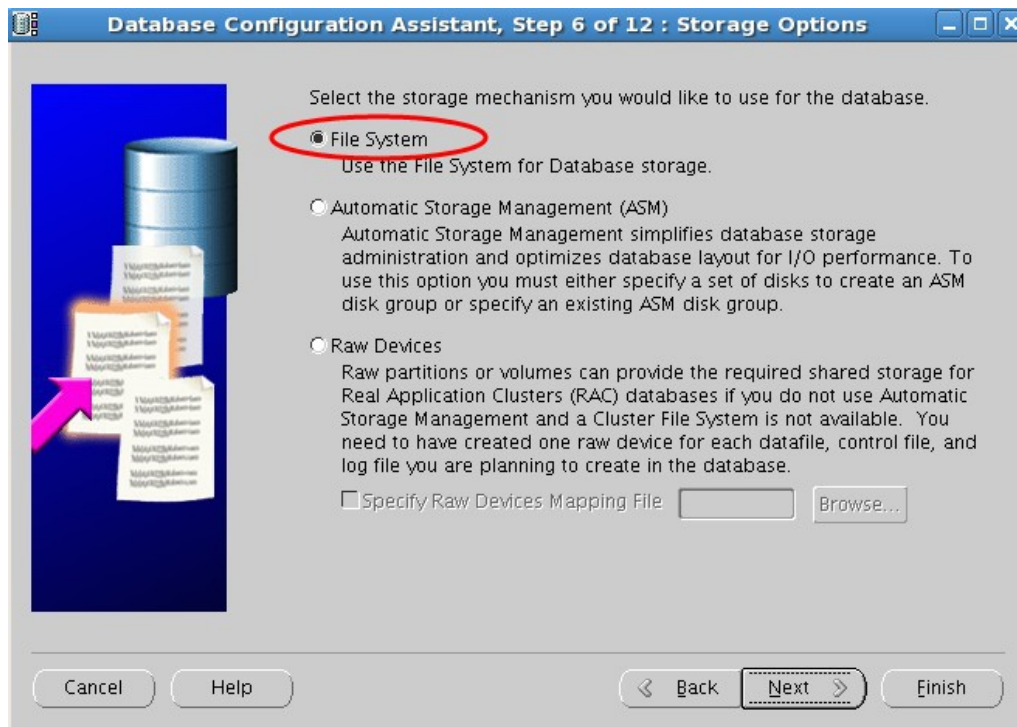 Database Configuration Assistant, Step 6 of 12 : Storage Options
Select the storage mechanism you would like to use for the database.
File System
Use the File System for Database storage.
Automatic Storage Management (ASM)
Automatic Storage Management simplifies database storage
administration and optimizes database layout for I/O performance. To
use this option you must either specify a set of disks to create an ASM
disk group or specify an existing ASM disk group.
Raw Devices
Raw partitions or volumes can provide the required shared storage for
Real Application Clusters (RAC) databases if you do not use Automatic
Storage Management and a Cluster File System is not available. You
need to have created one raw device for each datafile, control file, and
log file you are planning to create in the database.
Specify Raw Devices Mapping File
Browse...
Cancel
Help
Back
Next
Finish